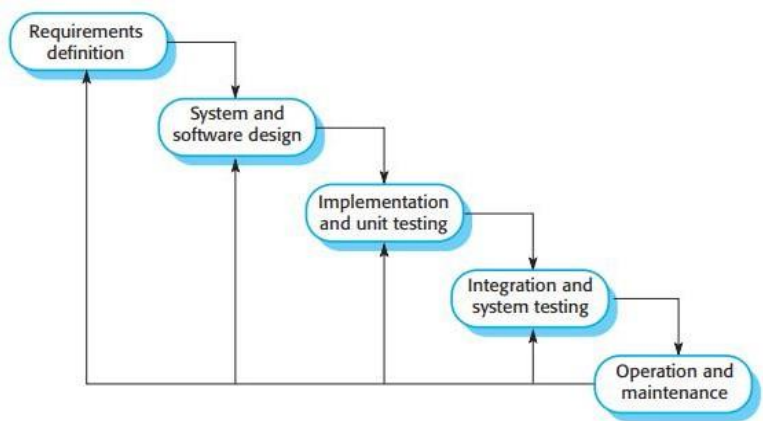 Requirements
definition
System and
software design
Implementation
and unit testing
Integration and
system testing
Operation and
maintenance